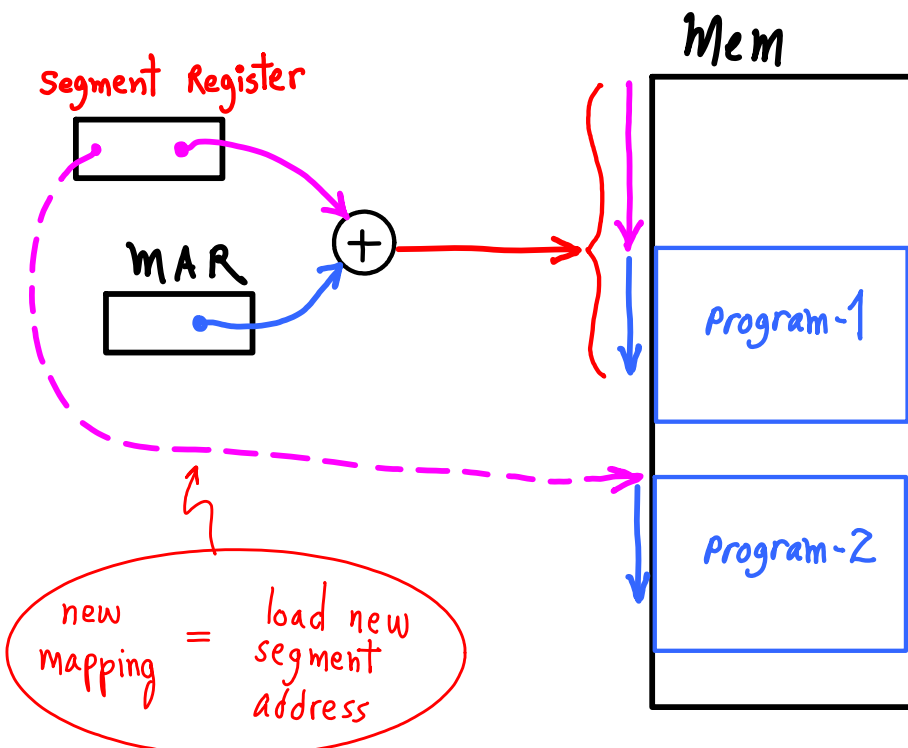 Mem
Segment Register
+
MAR
Program-1
Program-2
new
mapping
=
load new
segment
address